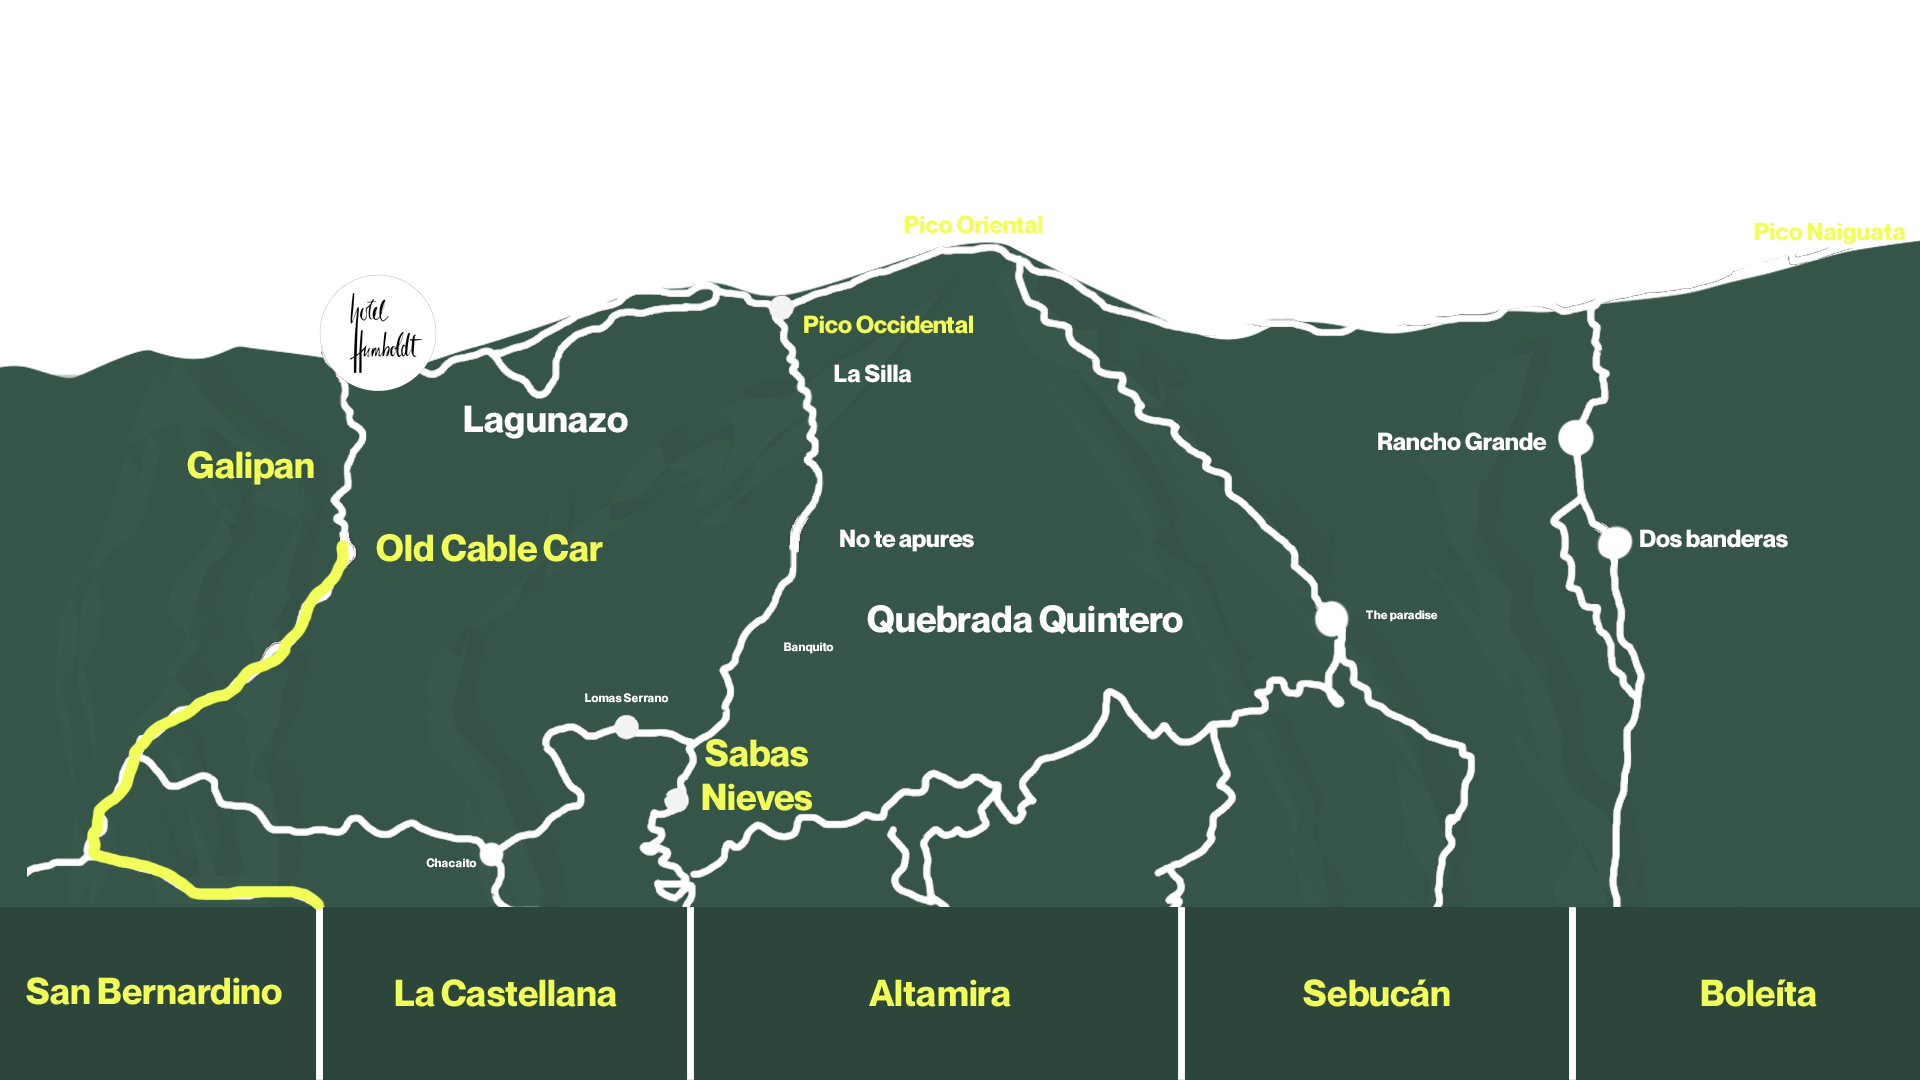 Pico Oriental
Pico Naiguata
hotel
Humboldt
Pico Occidental
La Silla
Lagunazo
Rancho Grande
Galipan
Old Cable Car
No te apures
Dos banderas
Quebrada Quintero
The paradise
Banquito
Lomas Serrano
Sabas
Nieves
Chacaito
San Bernardino
La Castellana
Altamira
Sebucán
Boleíta